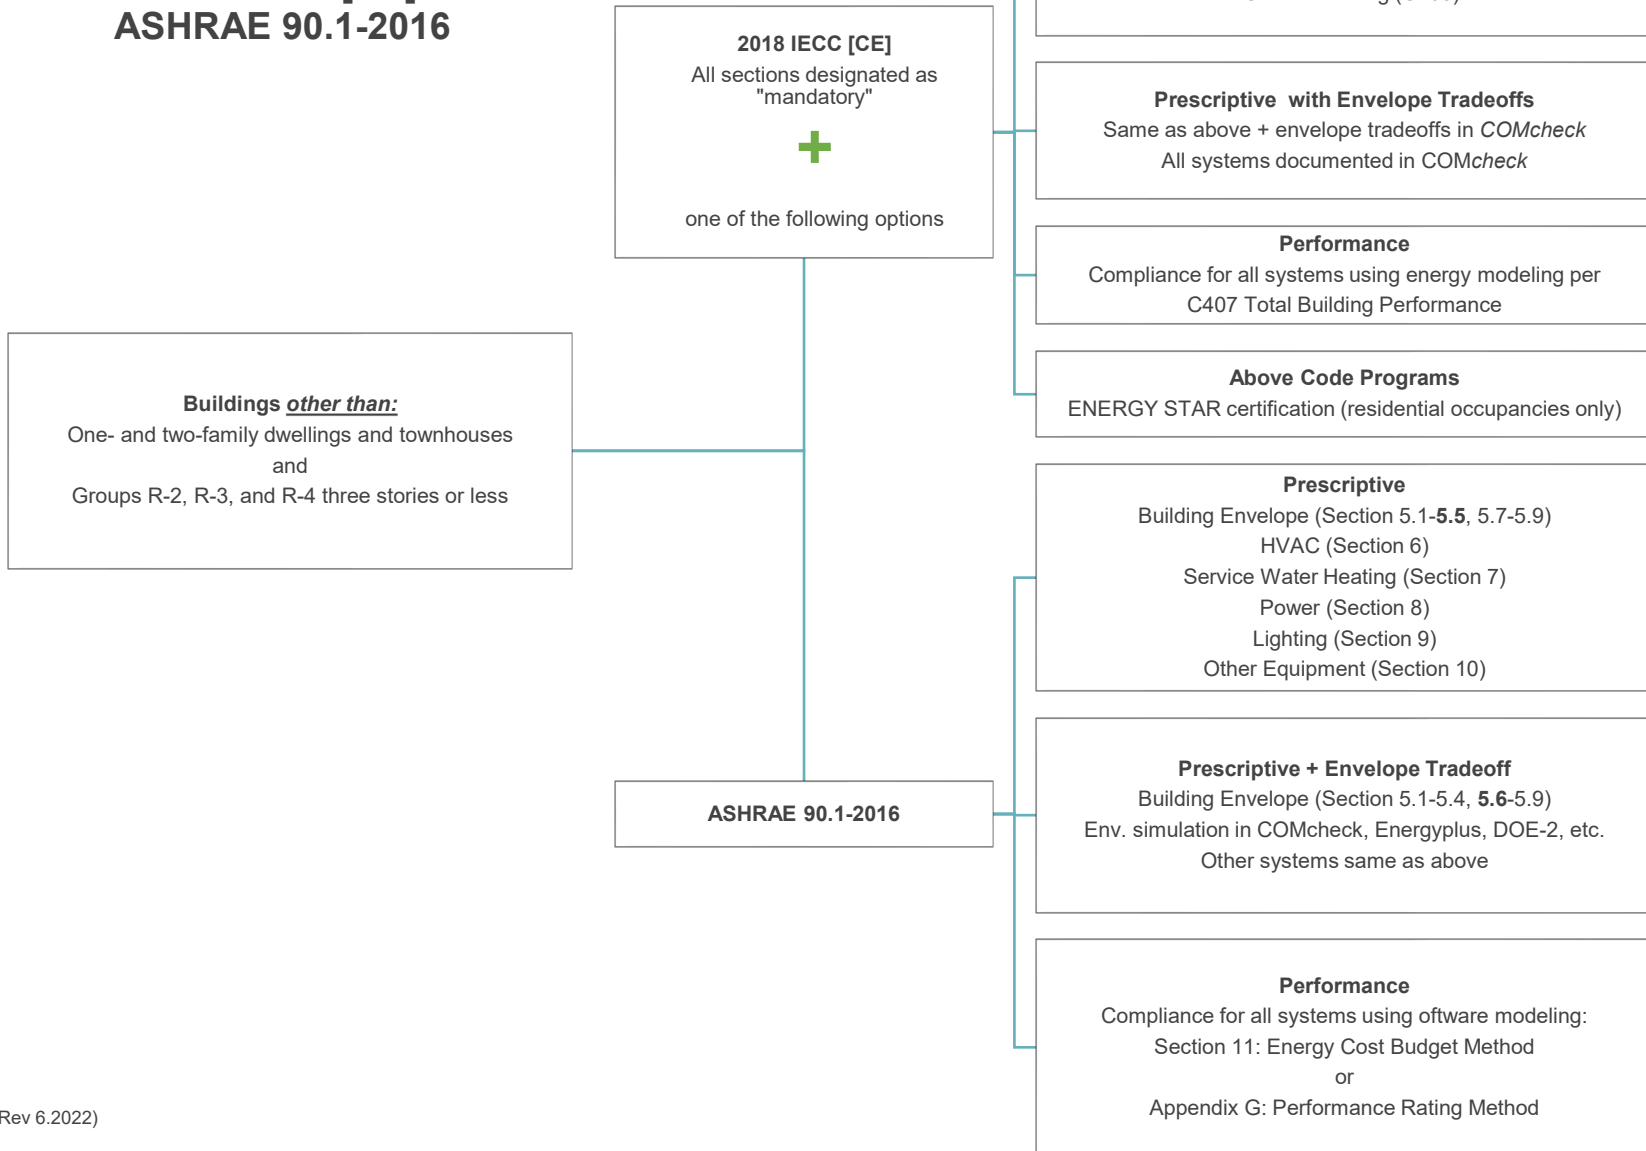 ASHRAE 90.1-2016
2018 IECC [CE]
All sections designated as
"mandatory"
+
one of the following options
Prescriptive with Envelope Tradeoffs
Same as above + envelope tradeoffs in COMcheck
All systems documented in COMcheck
Performance
Compliance for all systems using energy modeling per
C407 Total Building Performance
Above Code Programs
ENERGY STAR certification (residential occupancies only)
Buildings other than:
One- and two-family dwellings and townhouses
and
Groups R-2, R-3, and R-4 three stories or less
Prescriptive
Building Envelope (Section 5.1-5.5, 5.7-5.9)
HVAC (Section 6)
Service Water Heating (Section 7)
Power (Section 8)
Lighting (Section 9)
Other Equipment (Section 10)
ASHRAE 90.1-2016
Prescriptive + Envelope Tradeoff
Building Envelope (Section 5.1-5.4, 5.6-5.9)
Env. simulation in COMcheck, Energyplus, DOE-2, etc.
Other systems same as above
Performance
Compliance for all systems using oftware modeling:
Section 11: Energy Cost Budget Method
or
Appendix G: Performance Rating Method
Rev 6.2022)